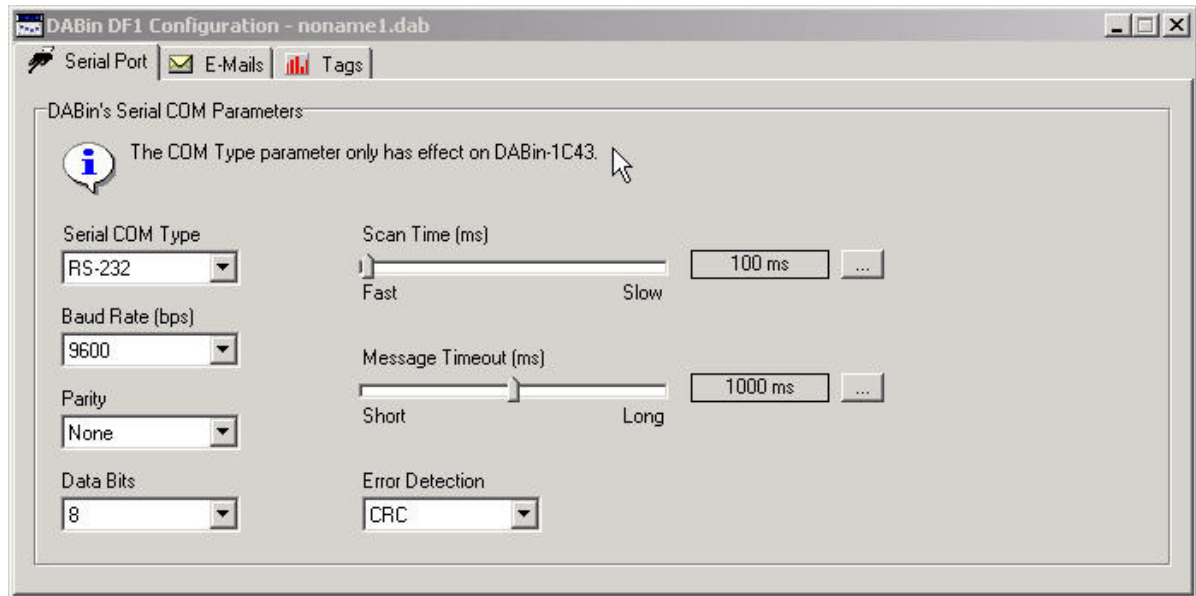 DABin DF1 Configuration - noname1.dab
Serial Port E-Mails Tags
DABin's Serial COM Parameters
The COM Type parameter only has effect on DABin-1C43.
Serial COM Type
RS-232
Scan Time (ms)
Fast Slow
100 ms ...
Baud Rate (bps)
9600
Message Timeout (ms)
Short Long
1000 ms ...
Parity
None
Data Bits
8
Error Detection
CRC